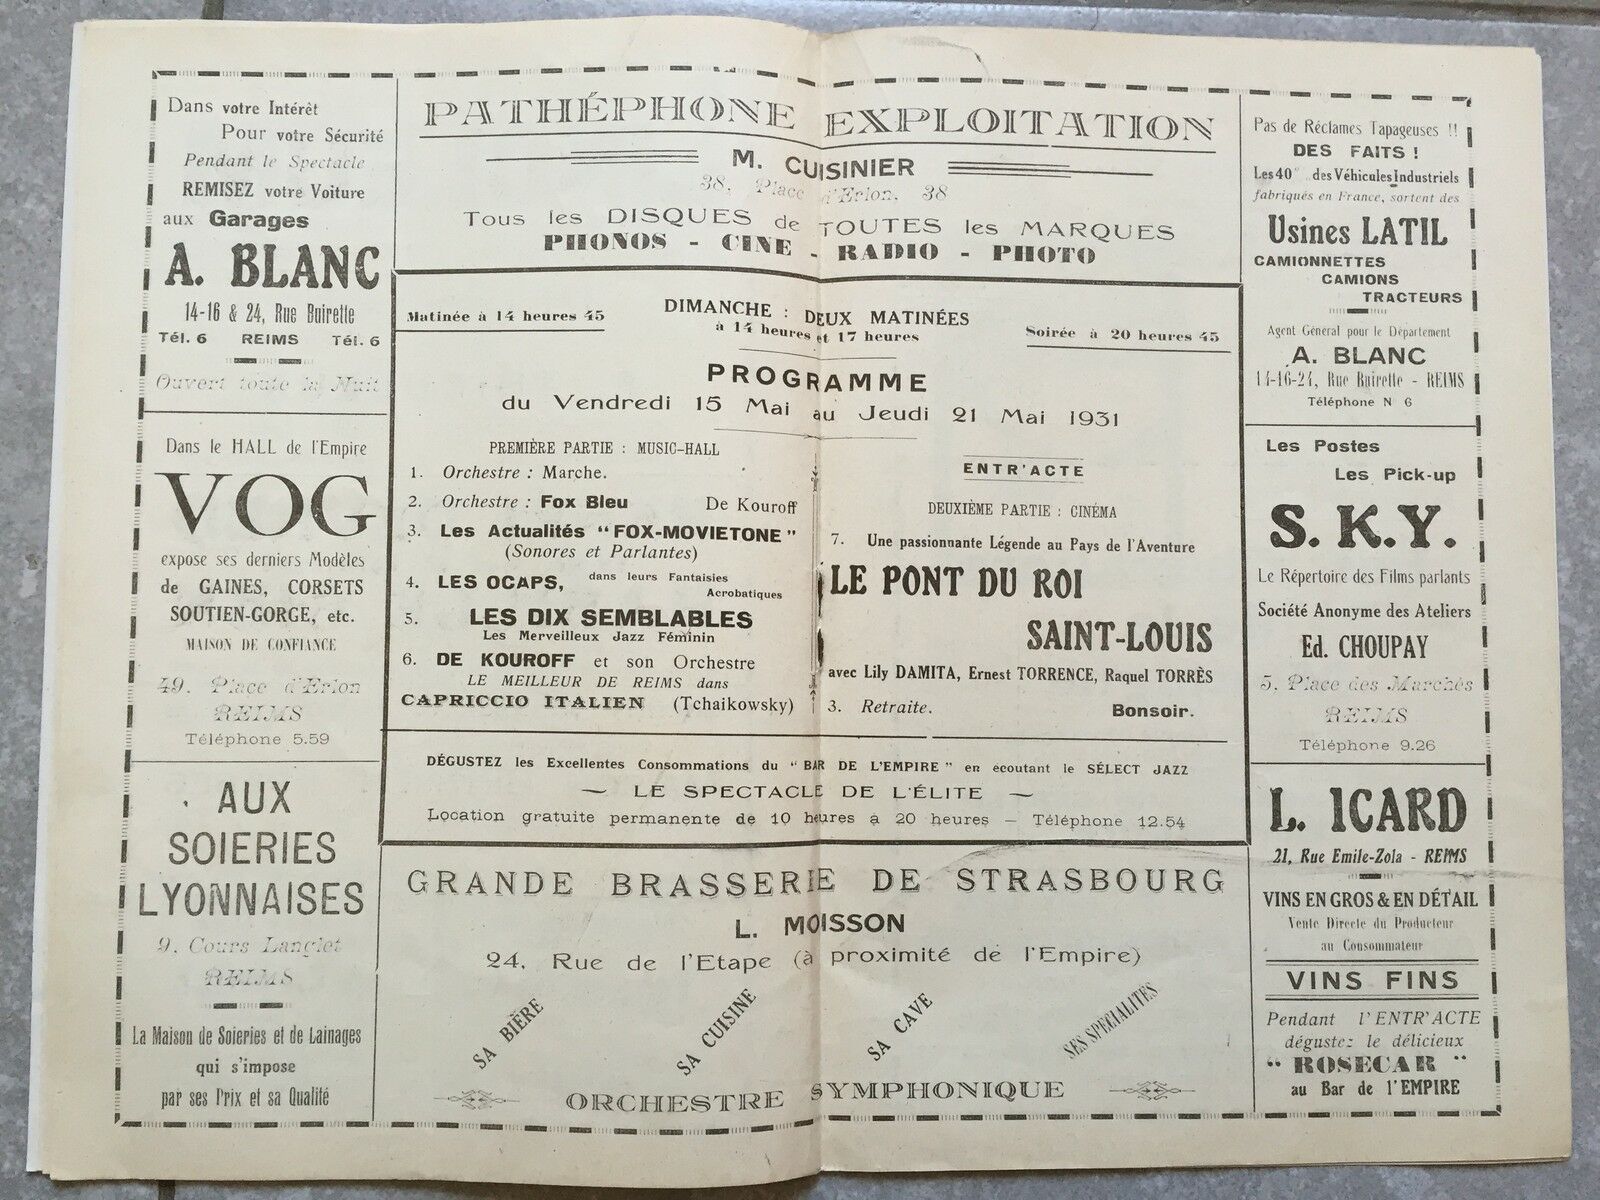 Dans votre Intérêt
Pour votre Sécurité
Pendant le Spectacle
REMISEZ votre Voiture
aux Garages
A. BLANC
14-16 & 24, Rue Buirette
Tél. 6 REIMS Tél. 6
Ouvert toute la Nuit
Dans le HALL de l'Empire
VOG
expose ses derniers Modèles
de GAINES, CORSETS
SOUTIEN-GORGE, etc.
MAISON DE CONFIANCE
49. Place d'Erlon
REIMS
Téléphone 5.59
AUX
SOIERIES
LYONNAISES
9. Cours Langlet
REIMS
La Maison de Soieries et de Lainages
qui s'impose
par ses Prix et sa Qualité
PATHÉPHONE EXPLOITATION
M. CUISINIER
38, Place d'Erlon, 38
Tous les DISQUES de TOUTES les MARQUES
PHONOS - CINE - RADIO - PHOTO
Matinée à 14 heures 45
DIMANCHE : DEUX MATINÉES
à 14 heures et 17 heures
Soirée à 20 heures 45
PROGRAMME
du Vendredi 15 Mai au Jeudi 21 Mai 1931
PREMIÈRE PARTIE : MUSIC-HALL
1. Orchestre : Marche.
2. Orchestre : Fox Bleu De Kouroff
3. Les Actualités "FOX-MOVIETONE"
(Sonores et Parlantes)
4. LES OCAPS, dans leurs Fantaisies
Acrobatiques
5. LES DIX SEMBLABLES
Les Merveilleux Jazz Féminin
6. DE KOUROFF et son Orchestre
LE MEILLEUR DE REIMS dans
CAPRICCIO ITALIEN (Tchaikowsky)
ENTR'ACTE
DEUXIÈME PARTIE : CINÉMA
7. Une passionnante Légende au Pays de l'Aventure
LE PONT DU ROI
SAINT-LOUIS
avec Lily DAMITA, Ernest TORRENCE, Raquel TORRÈS
3. Retraite. Bonsoir.
DÉGUSTEZ les Excellentes Consommations du "BAR DE L'EMPIRE" en écoutant le SÉLECT JAZZ
— LE SPECTACLE DE L'ÉLITE —
Location gratuite permanente de 10 heures à 20 heures — Téléphone 12.54
GRANDE BRASSERIE DE STRASBOURG
L. MOISSON
24, Rue de l'Etape (à proximité de l'Empire)
SA BIÈRE
SA CUISINE
SA CAVE
SES SPÉCIALITÉS
ORCHESTRE SYMPHONIQUE
Pas de Réclames Tapageuses !!
DES FAITS !
Les 40 % des Véhicules Industriels
fabriqués en France, sortent des
Usines LATIL
CAMIONNETTES
CAMIONS
TRACTEURS
Agent Général pour le Département
A. BLANC
14-16-24, Rue Buirette - REIMS
Téléphone N 6
Les Postes
Les Pick-up
S.K.Y.
Le Répertoire des Films parlants
Société Anonyme des Ateliers
Ed. CHOUPAY
5. Place des Marchés
REIMS
Téléphone 9.26
L. ICARD
21, Rue Emile-Zola - REIMS
VINS EN GROS & EN DÉTAIL
Vente Directe du Producteur
au Consommateur
VINS FINS
Pendant l'ENTR'ACTE
dégustez le délicieux
"ROSECAR"
au Bar de l'EMPIRE